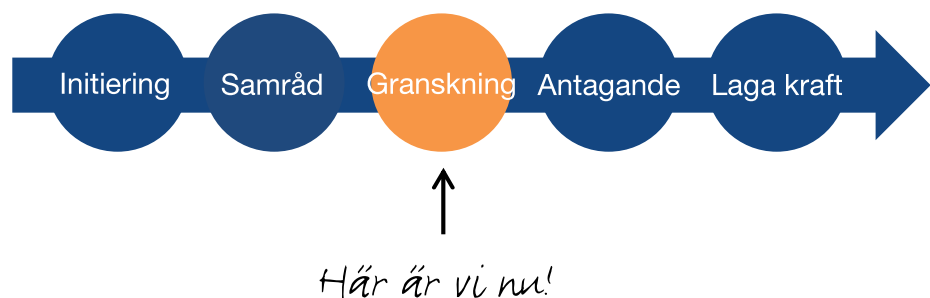 Initiering Samråd Granskning Antagande Laga kraft
Här är vi nu!